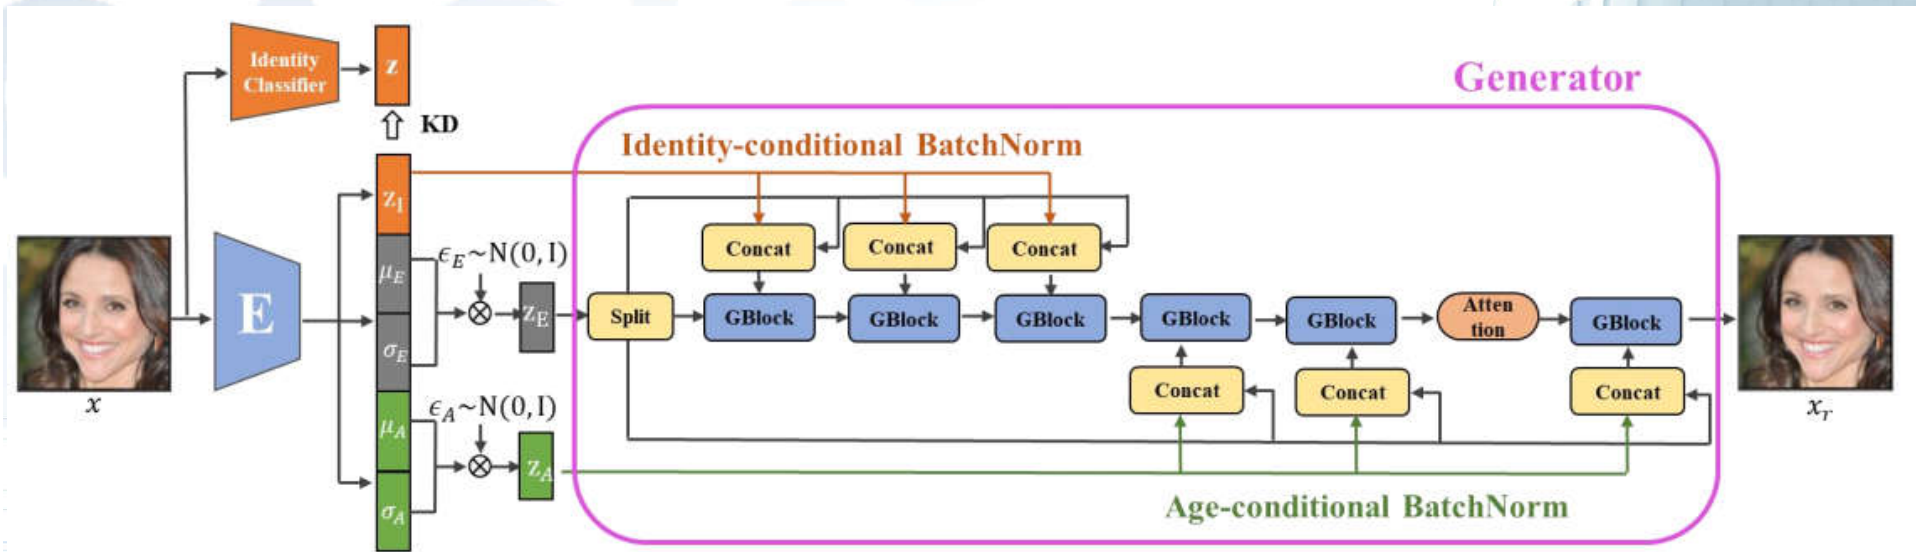 Identity
Classifier
z
KD
Generator
Identity-conditional BatchNorm
z_I
E
μ_E
σ_E
ϵ_E~N(0,I)
z_E
Split
Concat
Concat
Concat
GBlock
GBlock
GBlock
GBlock
GBlock
Atten
tion
GBlock
Concat
Concat
Concat
x
x_r
μ_A
σ_A
ϵ_A~N(0,I)
z_A
Age-conditional BatchNorm